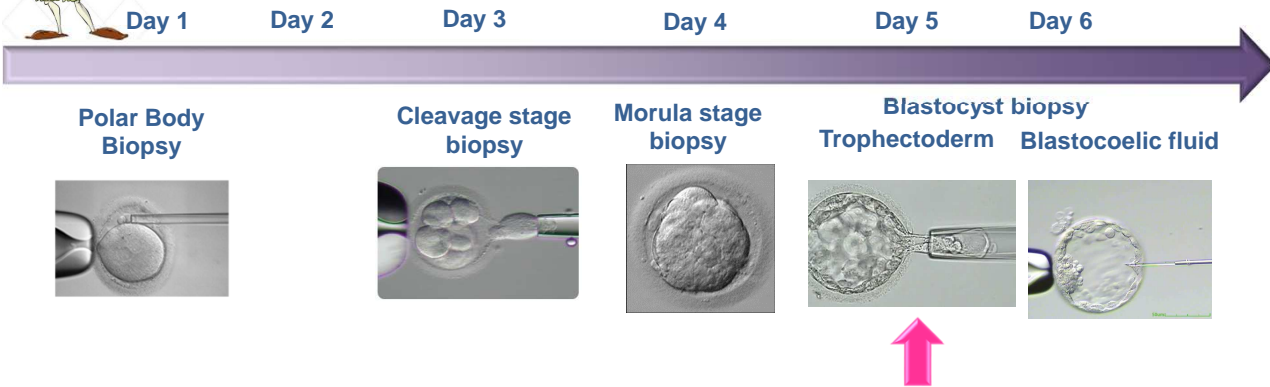 Day 1
Day 2
Day 3
Day 4
Day 5
Day 6
Polar Body
Biopsy
Cleavage stage
biopsy
Morula stage
biopsy
Blastocyst biopsy
Trophectoderm
Blastocoelic fluid